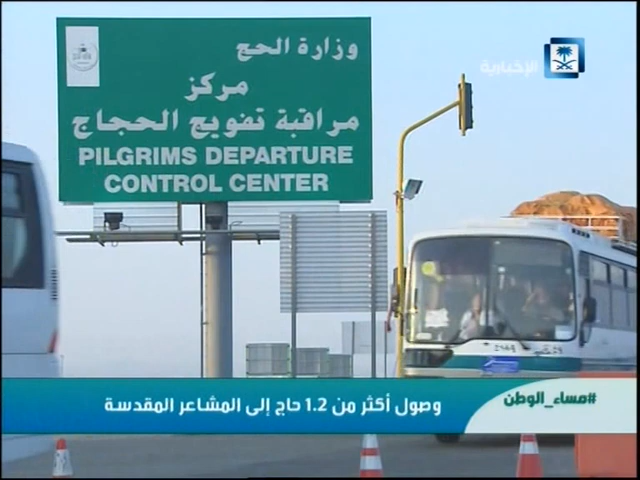 وزارة الحج
مركز
مراقبة تفويج الحجاج
PILGRIMS DEPARTURE
CONTROL CENTER
الإخبارية
#مساء_الوطن
وصول أكثر من 1.2 حاج إلى المشاعر المقدسة